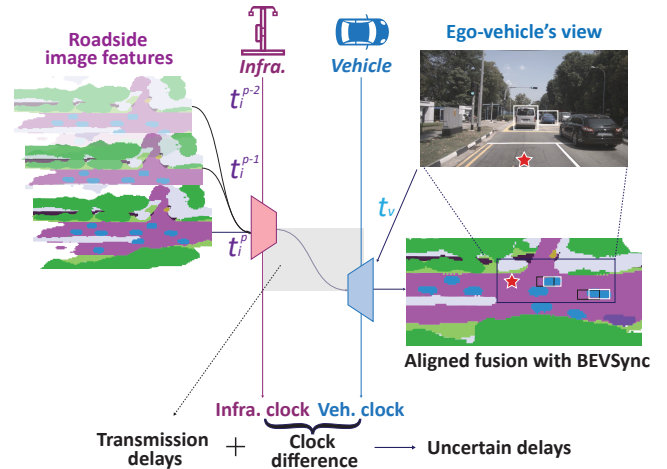 Roadside
image features
Infra.
Vehicle
Ego-vehicle's view
t_i^{p-2}
t_i^{p-1}
t_i^p
t_v
Aligned fusion with BEVSync
Infra. clock
Veh. clock
Transmission
delays
+
Clock
difference
Uncertain delays